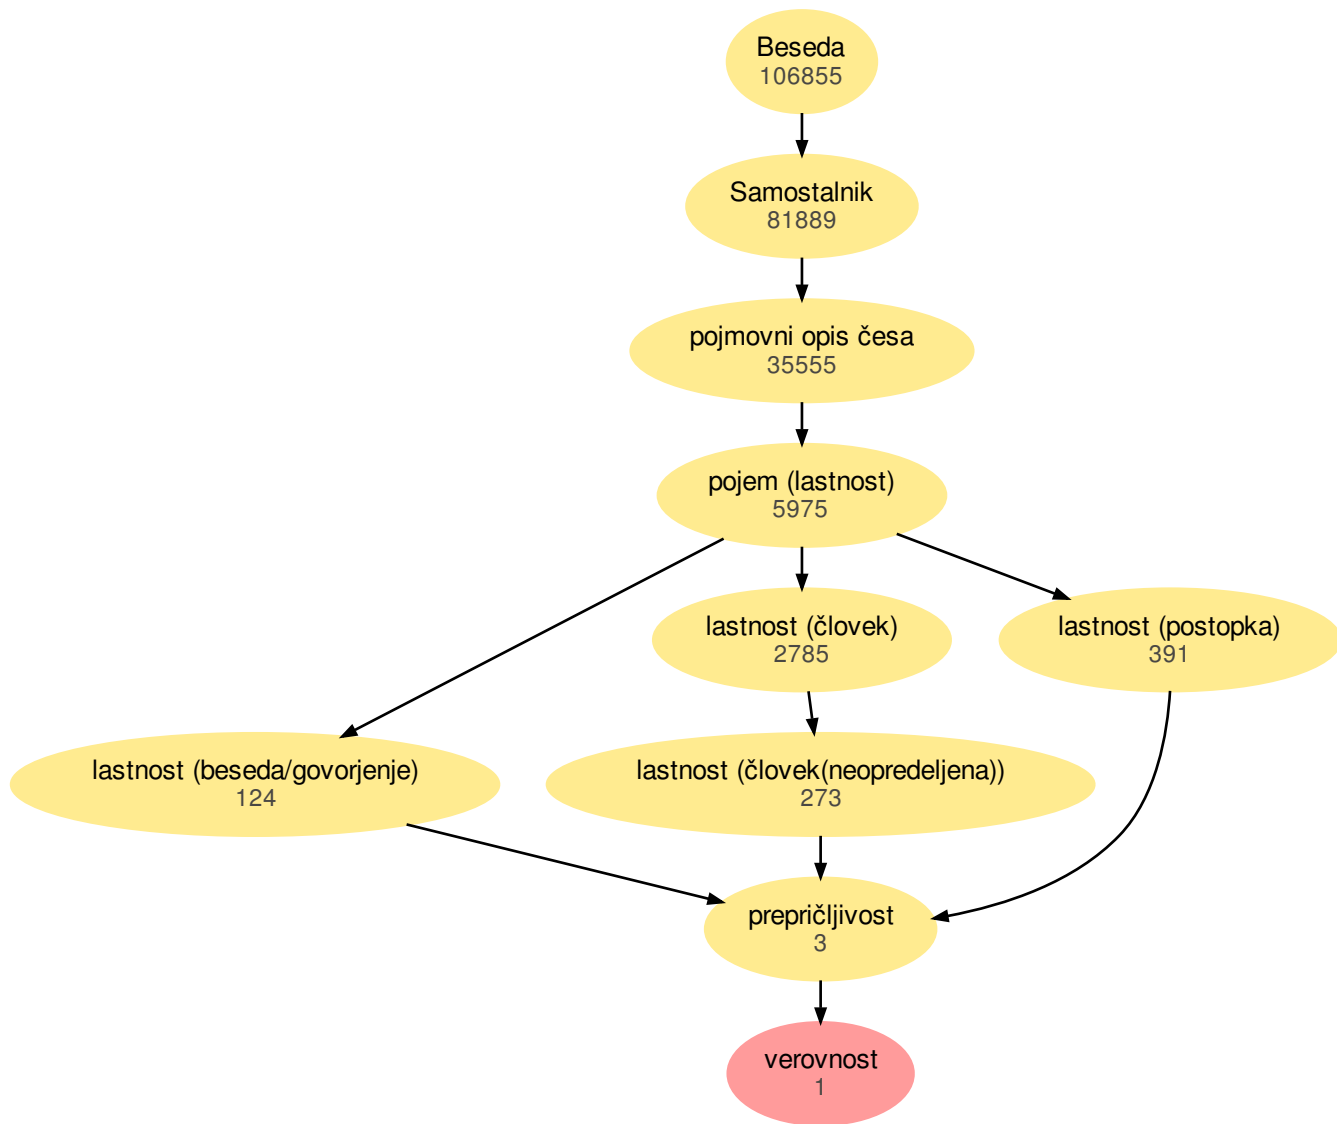 Beseda
106855
Samostalnik
81889
pojmovni opis česa
35555
pojem (lastnost)
5975
lastnost (človek)
2785
lastnost (postopka)
391
lastnost (beseda/govorjenje)
124
lastnost (človek(neopredeljena))
273
prepričljivost
3
verovnost
1